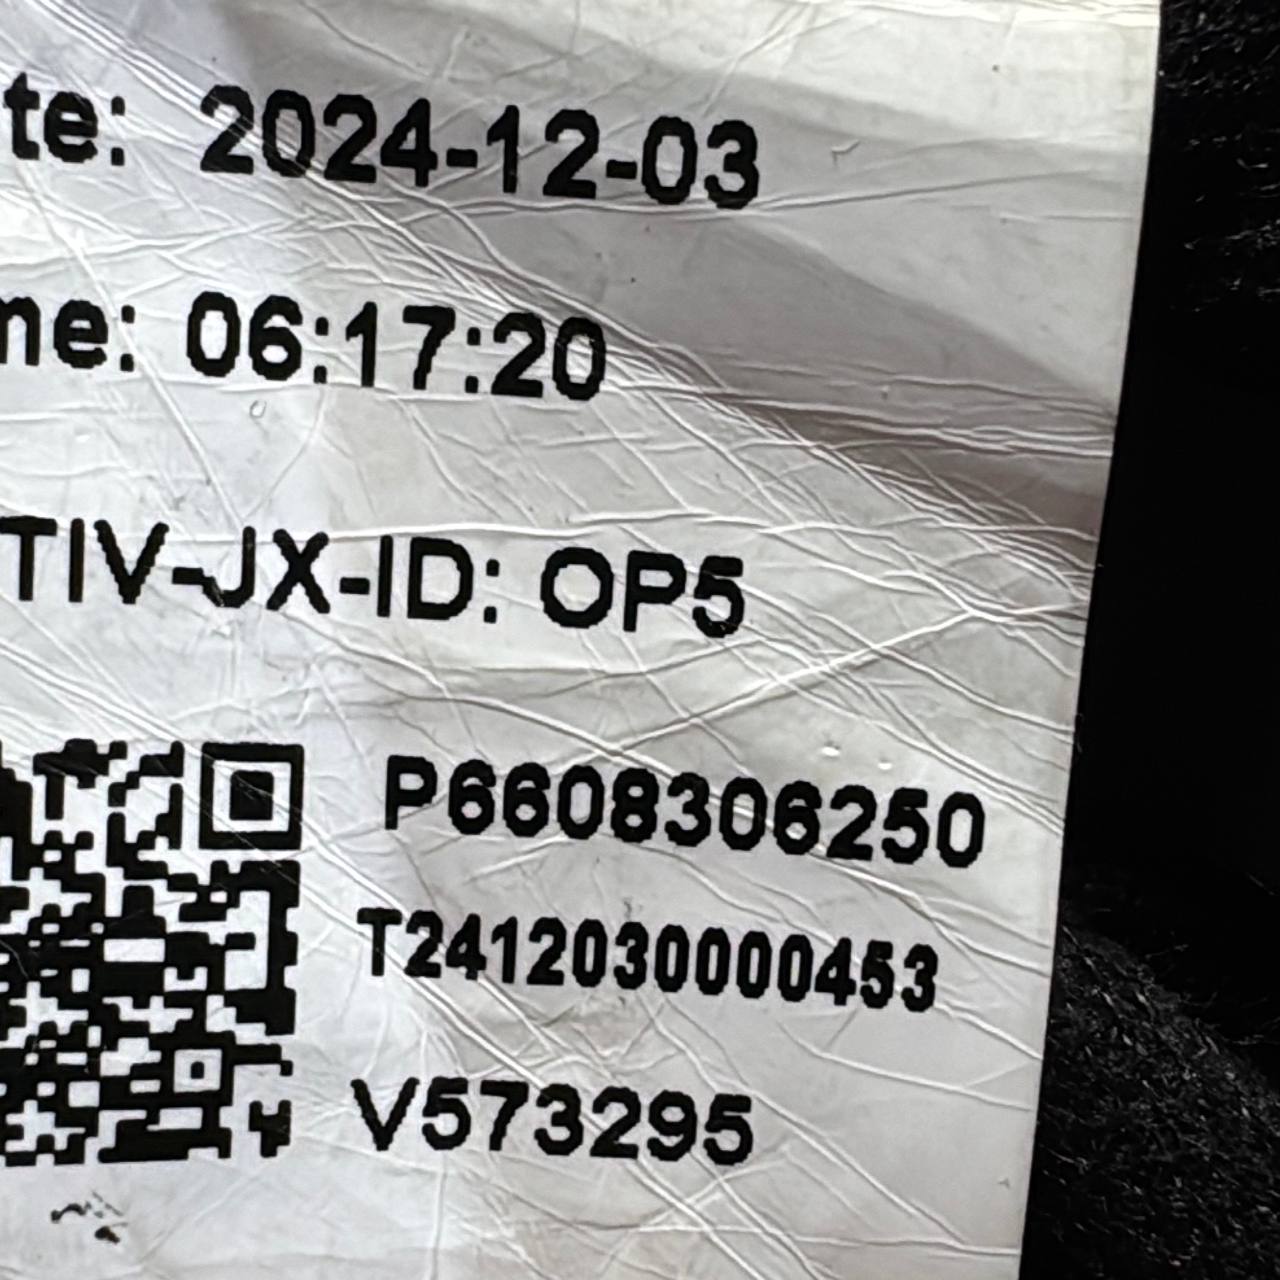 te: 2024-12-03
me: 06:17:20
TIV-JX-ID: OP5
P6608306250
T2412030000453
V573295